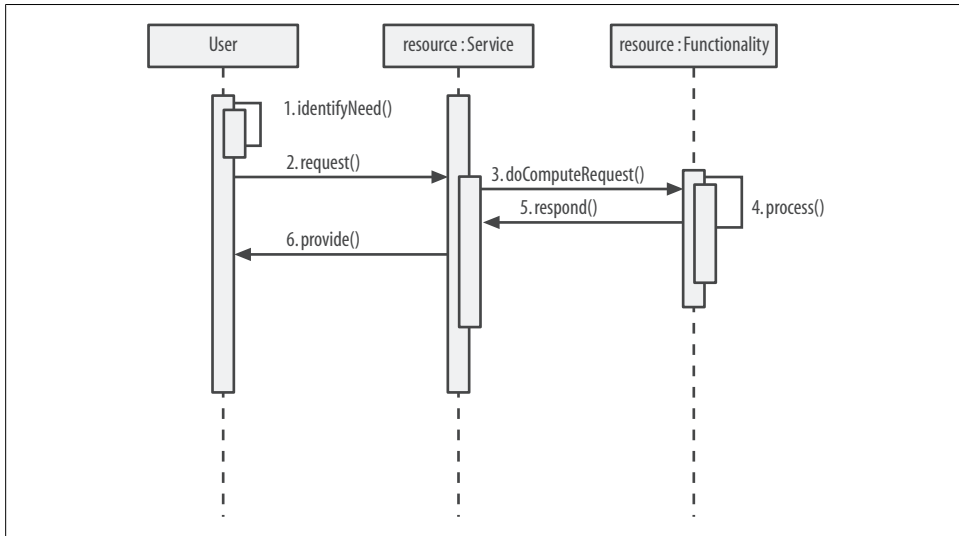 User
resource : Service
resource : Functionality
1. identifyNeed()
2. request()
3. doComputeRequest()
5. respond()
4. process()
6. provide()